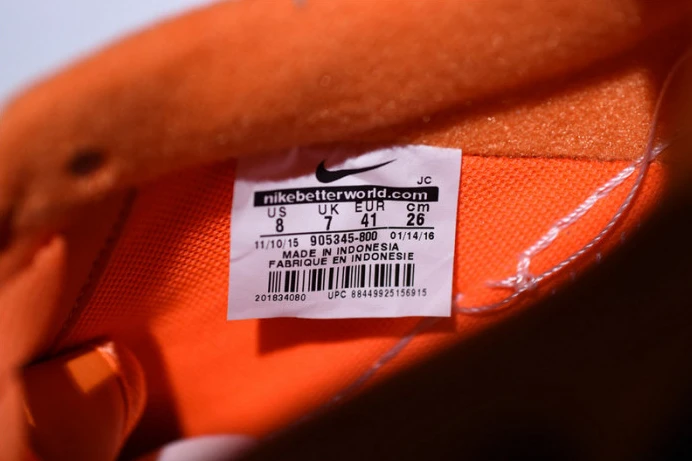 JC
nikebetterworld.com
US UK EUR cm
8 7 41 26
11/10/15 905345-800 01/14/16
MADE IN INDONESIA
FABRIQUE EN INDONESIE
201834080 UPC 88449925156915